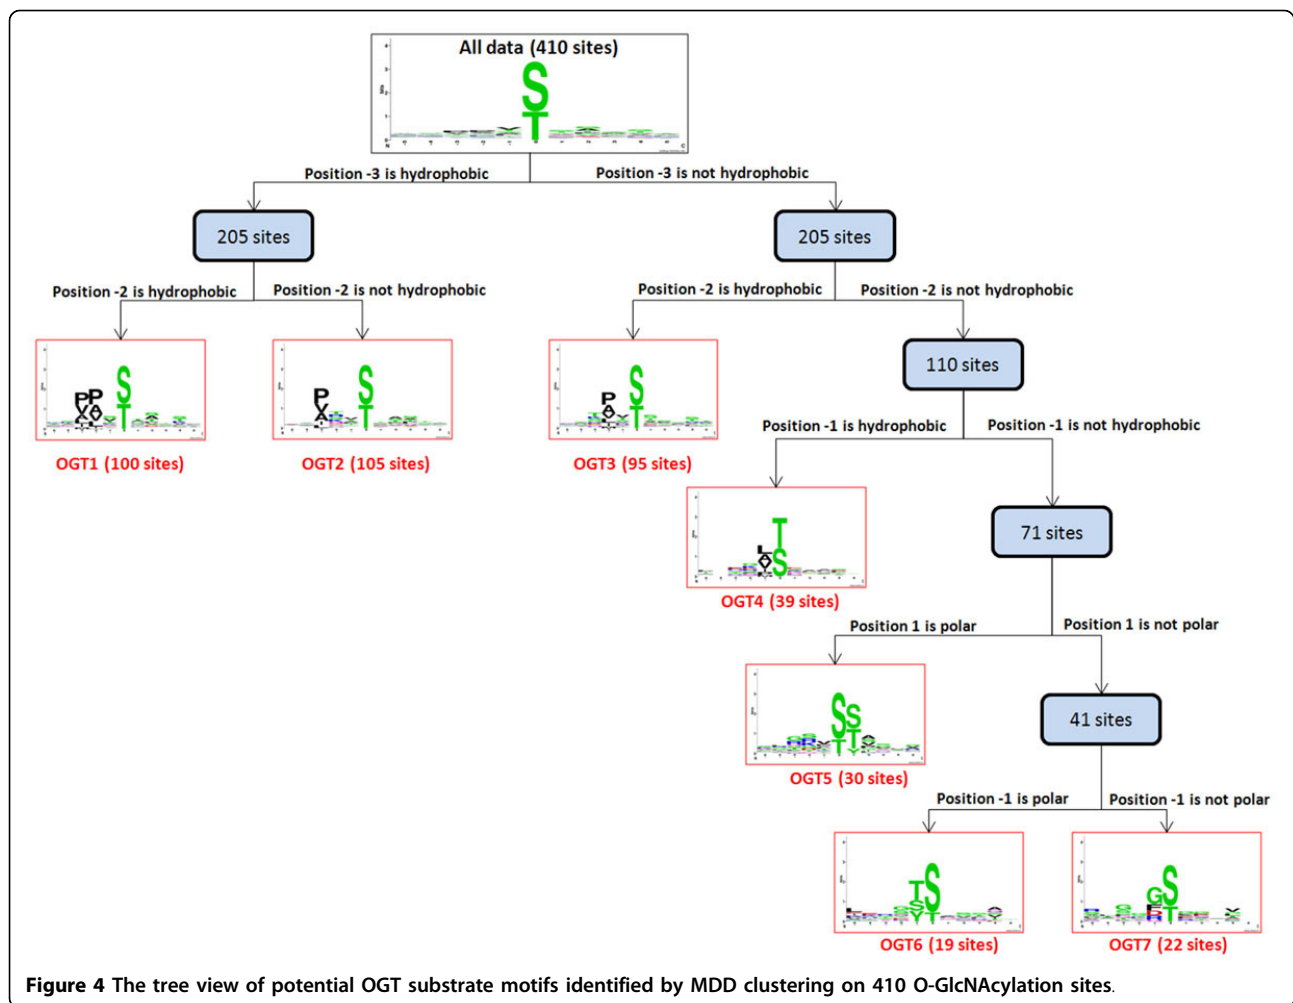 All data (410 sites)
S
T
N
C
Position -3 is hydrophobic
Position -3 is not hydrophobic
205 sites
205 sites
Position -2 is hydrophobic
Position -2 is not hydrophobic
Position -2 is hydrophobic
Position -2 is not hydrophobic
110 sites
P
P
S
T
P
V
A
S
T
P
A
S
T
OGT1 (100 sites)
OGT2 (105 sites)
OGT3 (95 sites)
Position -1 is hydrophobic
Position -1 is not hydrophobic
L
T
S
71 sites
OGT4 (39 sites)
Position 1 is polar
Position 1 is not polar
S
T
S
T
41 sites
OGT5 (30 sites)
Position -1 is polar
Position -1 is not polar
T
S
Y
S
T
G
S
T
OGT6 (19 sites)
OGT7 (22 sites)
Figure 4 The tree view of potential OGT substrate motifs identified by MDD clustering on 410 O-GlcNAcylation sites.